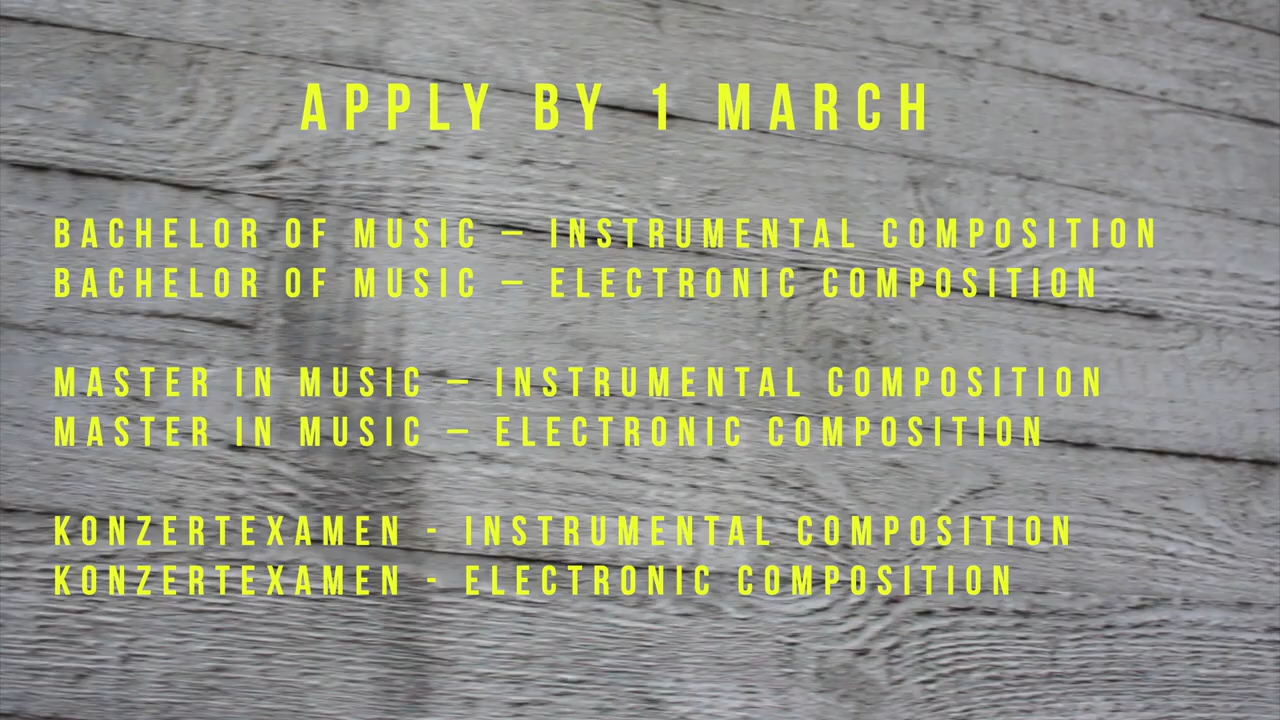 APPLY BY 1 MARCH
BACHELOR OF MUSIC – INSTRUMENTAL COMPOSITION
BACHELOR OF MUSIC – ELECTRONIC COMPOSITION
MASTER IN MUSIC – INSTRUMENTAL COMPOSITION
MASTER IN MUSIC – ELECTRONIC COMPOSITION
KONZERTEXAMEN - INSTRUMENTAL COMPOSITION
KONZERTEXAMEN - ELECTRONIC COMPOSITION